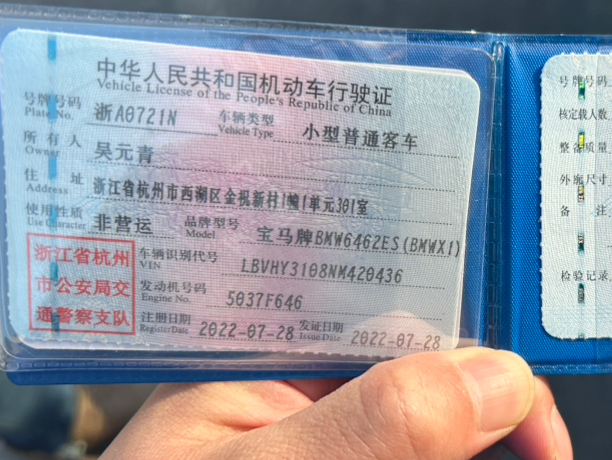 中华人民共和国机动车行驶证
Vehicle License of the People's Republic of China
号牌号码 浙A0721N 车辆类型 小型普通客车
Plate No. Vehicle Type
所有人 吴元青
Owner
住址 浙江省杭州市西湖区金祝新村1幢1单元301室
Address
使用性质 非营运 品牌型号 宝马牌BMW6462ES(BMWX1)
Use Character Model
浙江省杭州市公安局交通警察支队
车辆识别代号 LBVHY3108NM420436
VIN
发动机号码 5037F646
Engine No.
注册日期 2022-07-28 发证日期 2022-07-28
Register Date Issue Date
号牌号码
核定载人数
整备质量
外廓尺寸
备注
检验记录